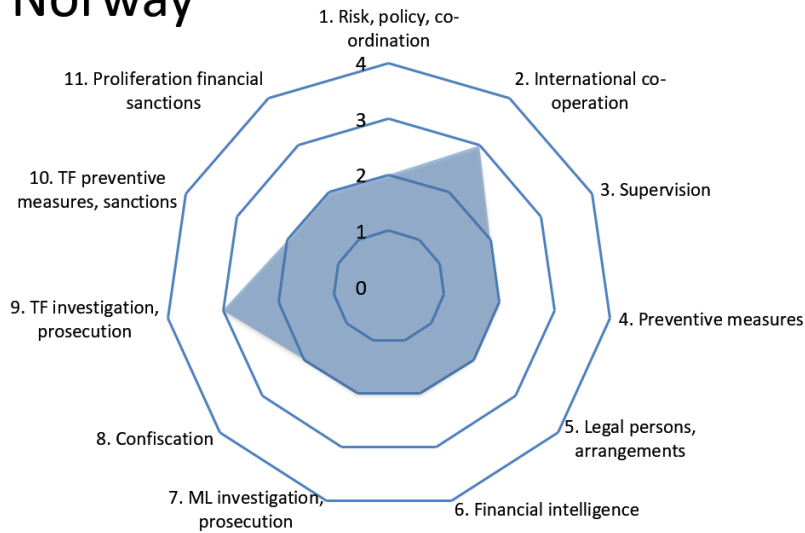 Norway
1. Risk, policy, co-
ordination
2. International co-
operation
3. Supervision
4. Preventive measures
5. Legal persons,
arrangements
6. Financial intelligence
7. ML investigation,
prosecution
8. Confiscation
9. TF investigation,
prosecution
10. TF preventive
measures, sanctions
11. Proliferation financial
sanctions
4
3
2
1
0